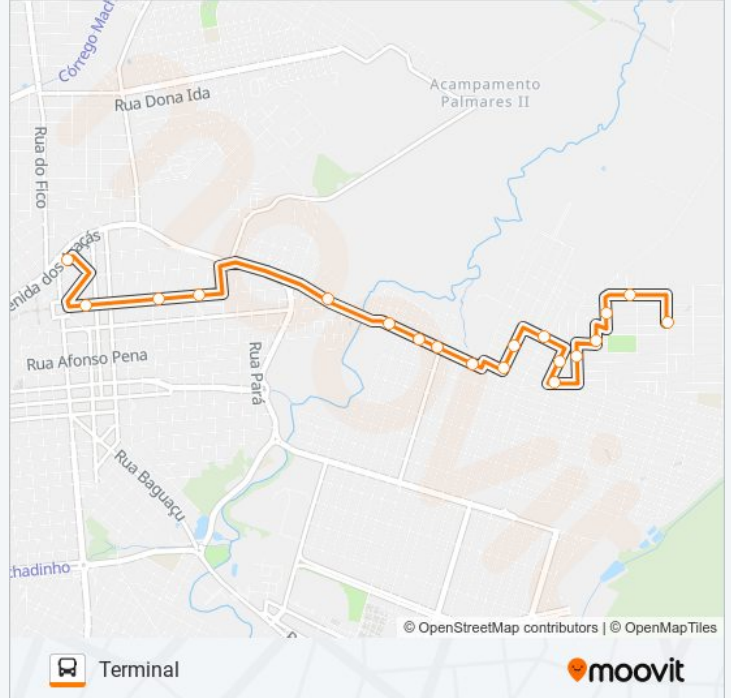 Córrego Mach
Rua Dona Ida
Acampamento
Palmares II
Rua do Fico
enida dos Araçás
Rua Afonso Pena
Rua Pará
Rua Baguaçu
chadinho
© OpenStreetMap contributors | © OpenMapTiles
Terminal
moovit